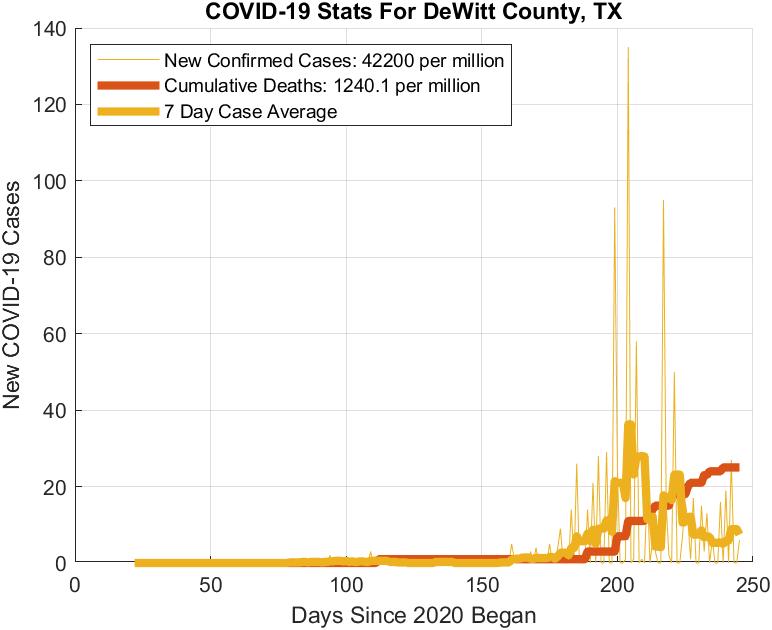 COVID-19 Stats For DeWitt County, TX
New Confirmed Cases: 42200 per million
Cumulative Deaths: 1240.1 per million
7 Day Case Average
New COVID-19 Cases
140
120
100
80
60
40
20
0
0 50 100 150 200 250
Days Since 2020 Began